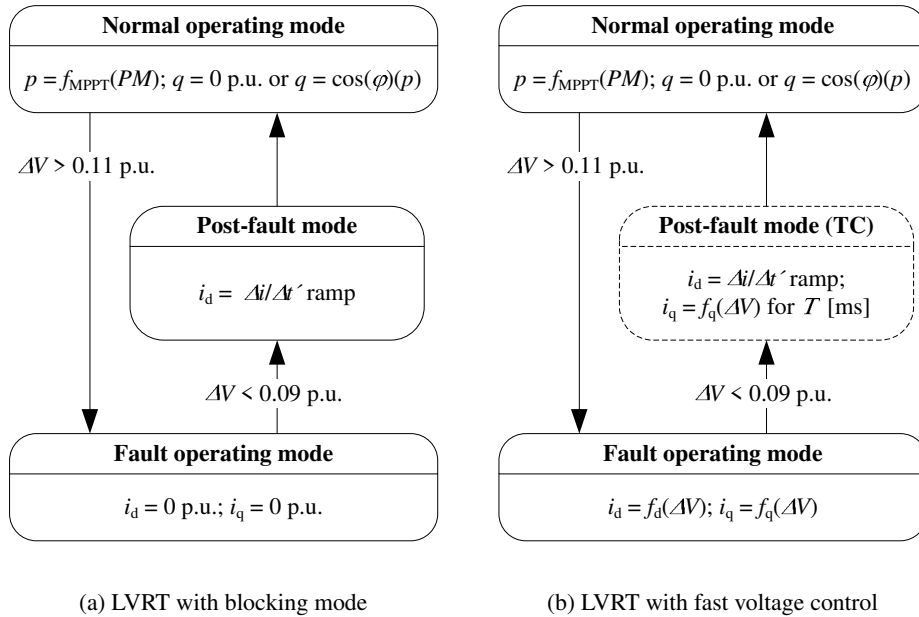 Normal operating mode
p = f_MPPT(PM); q = 0 p.u. or q = cos(φ)(p)
ΔV > 0.11 p.u.
Post-fault mode
i_d = Δi/Δt´ ramp
ΔV < 0.09 p.u.
Fault operating mode
i_d = 0 p.u.; i_q = 0 p.u.
(a) LVRT with blocking mode
Normal operating mode
p = f_MPPT(PM); q = 0 p.u. or q = cos(φ)(p)
ΔV > 0.11 p.u.
Post-fault mode (TC)
i_d = Δi/Δt´ ramp;
i_q = f_q(ΔV) for T [ms]
ΔV < 0.09 p.u.
Fault operating mode
i_d = f_d(ΔV); i_q = f_q(ΔV)
(b) LVRT with fast voltage control